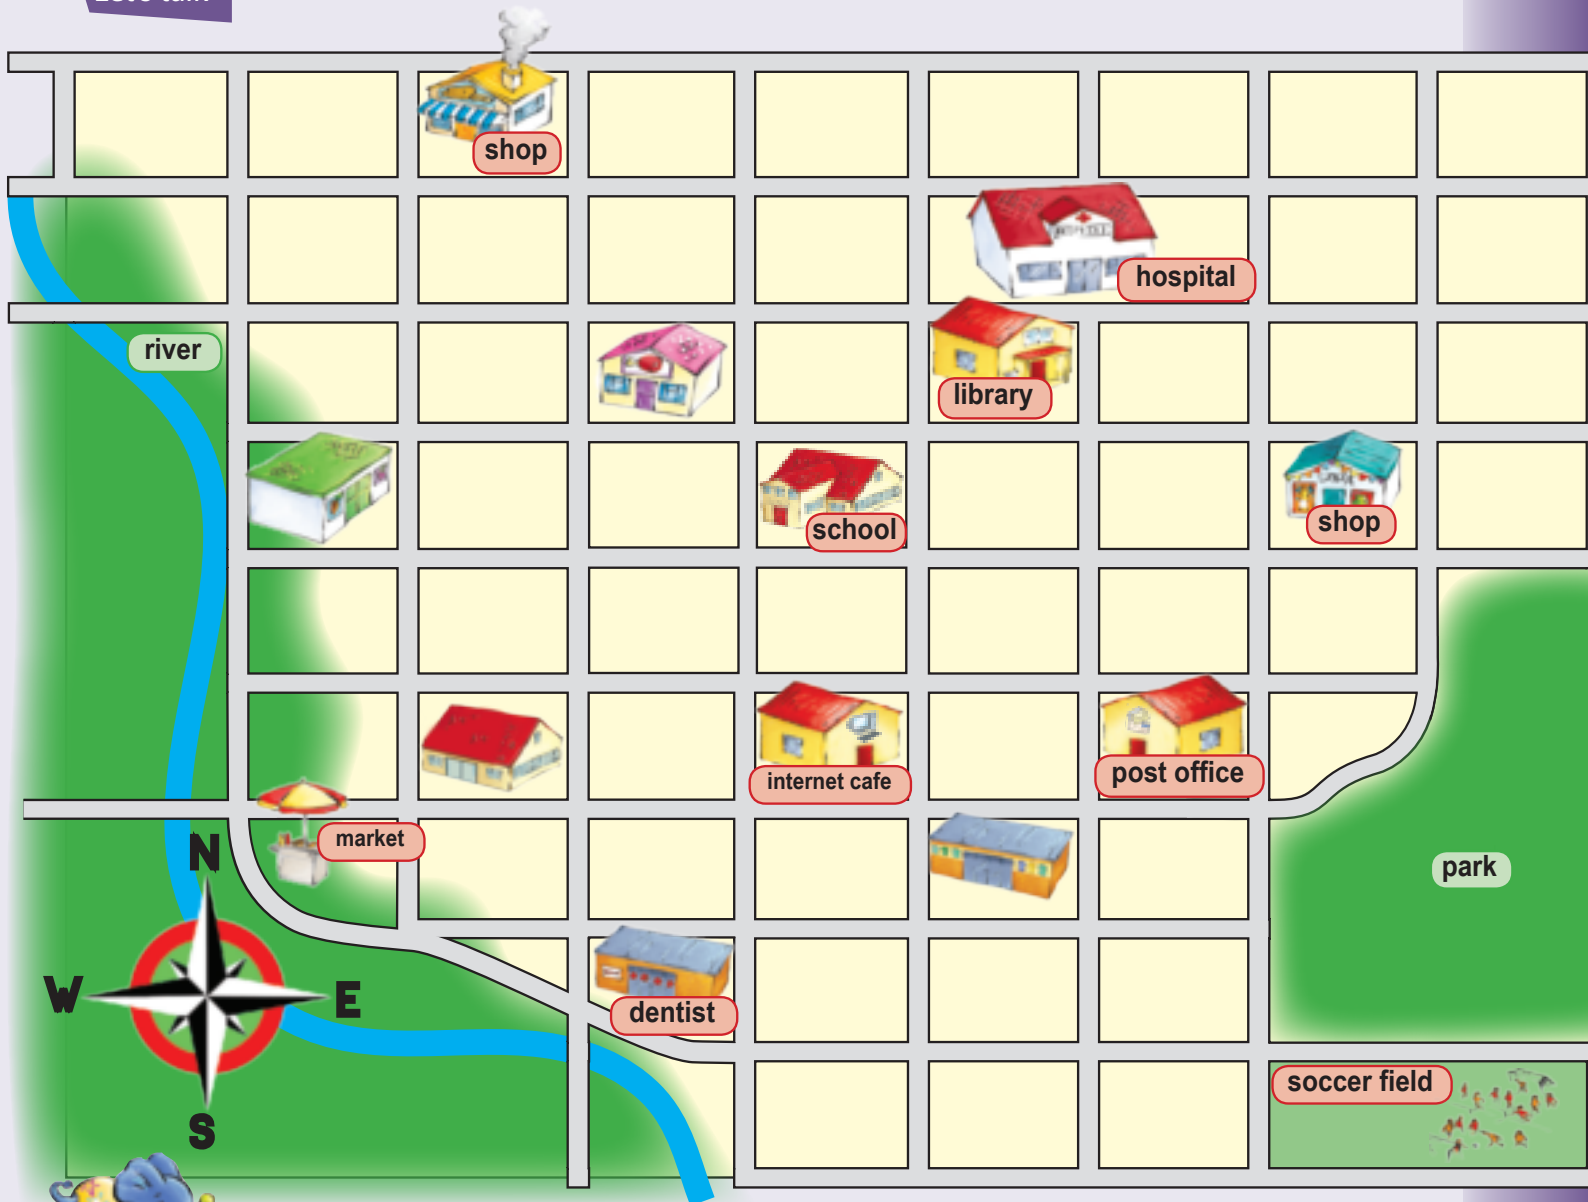 shop
hospital
river
library
school
shop
internet cafe
post office
market
N
park
W
E
dentist
soccer field
S